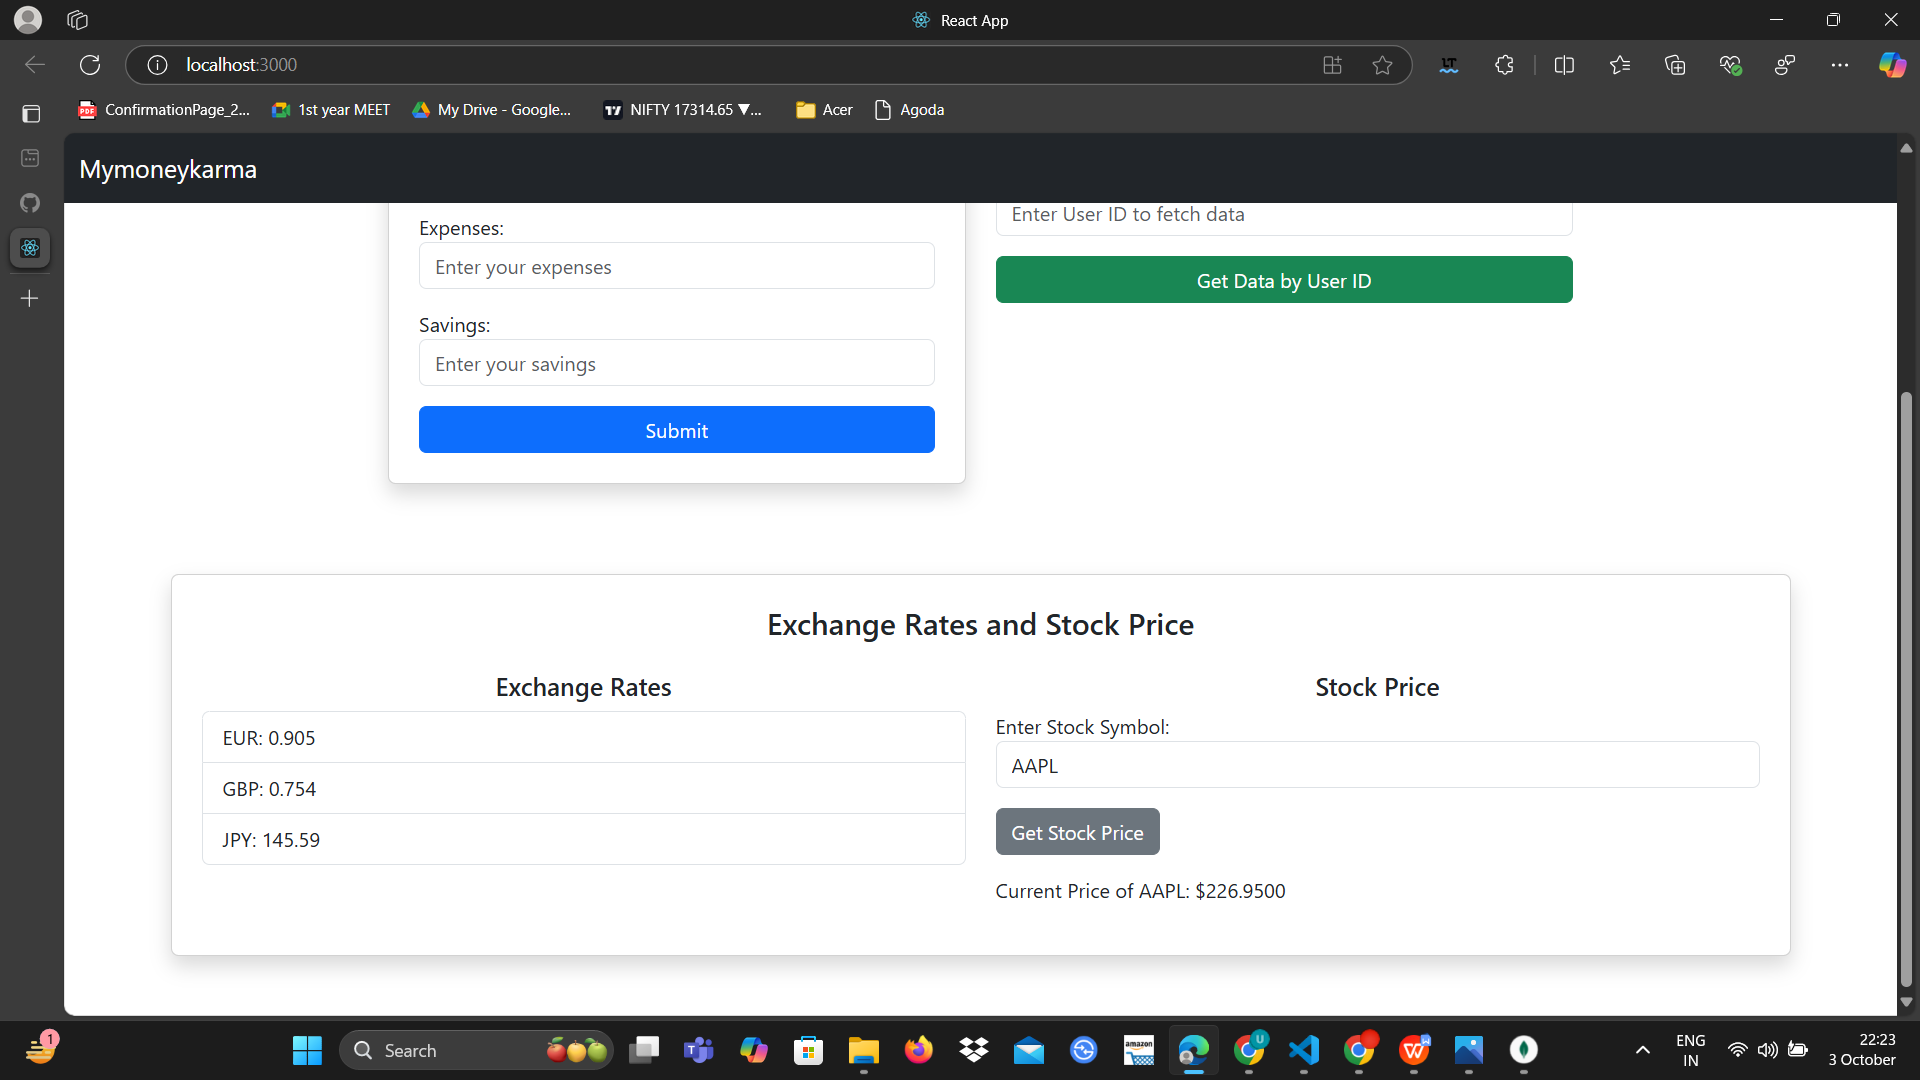 React App
localhost:3000
ConfirmationPage_2...
1st year MEET
My Drive - Google...
NIFTY 17314.65 ▼...
Acer
Agoda
Mymoneykarma
Expenses:
Enter your expenses
Savings:
Enter your savings
Submit
Enter User ID to fetch data
Get Data by User ID
Exchange Rates and Stock Price
Exchange Rates
EUR: 0.905
GBP: 0.754
JPY: 145.59
Stock Price
Enter Stock Symbol:
AAPL
Get Stock Price
Current Price of AAPL: $226.9500
1
Search
amazon
U
ENG
IN
22:23
3 October